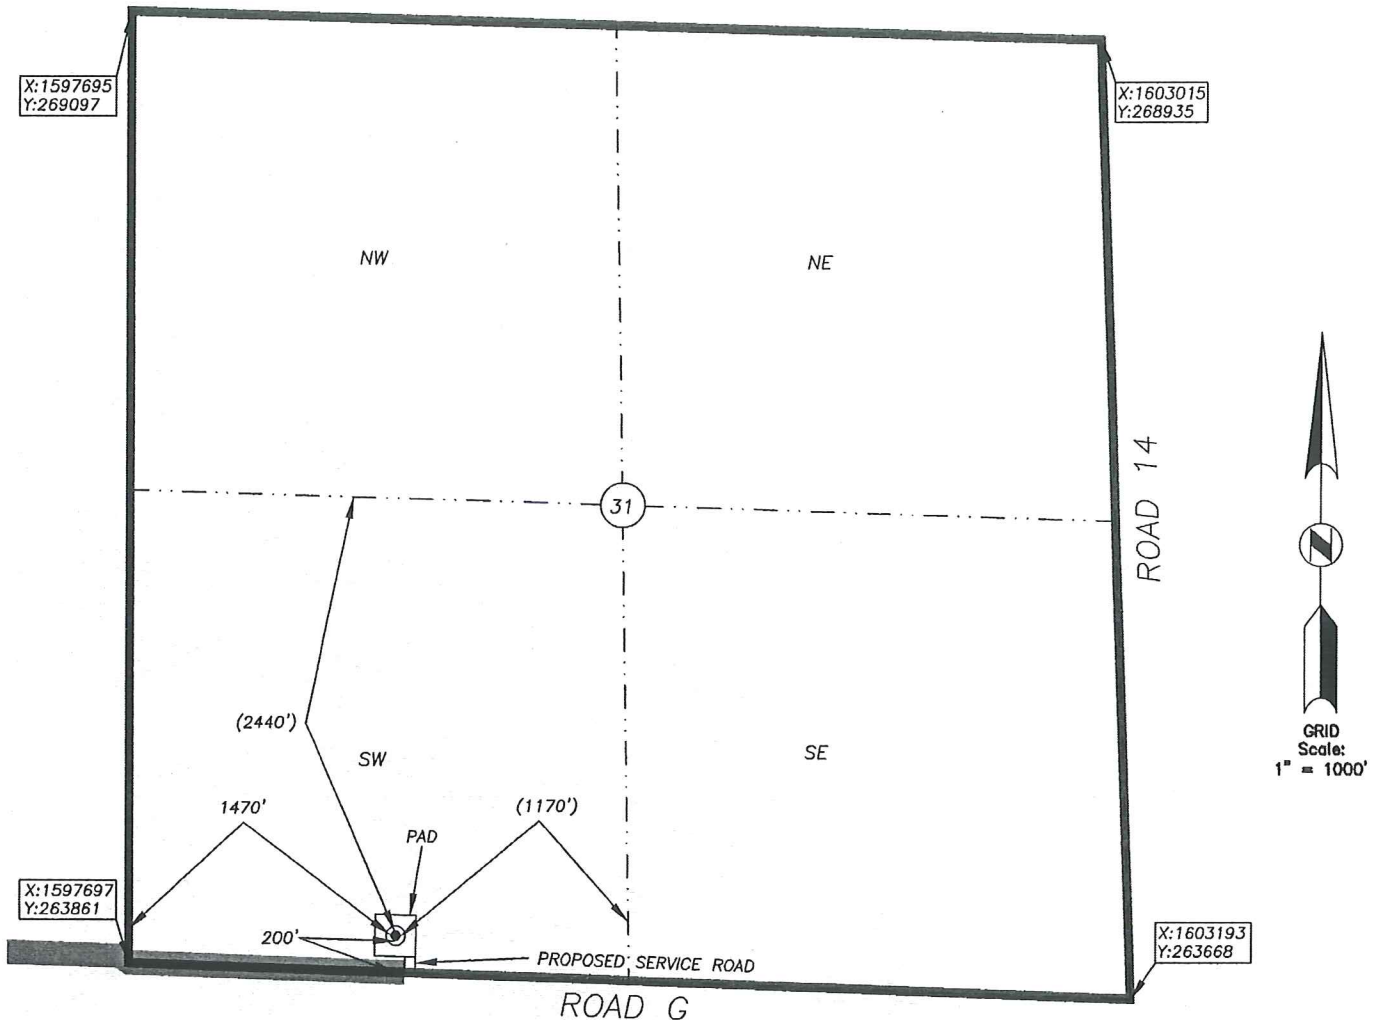 X:1597695
Y:269097
X:1603015
Y:268935
NW
NE
31
ROAD 14
(2440')
SW
SE
GRID
Scale:
1" = 1000'
1470'
(1170')
PAD
X:1597697
Y:263861
200'
PROPOSED SERVICE ROAD
X:1603193
Y:263668
ROAD G